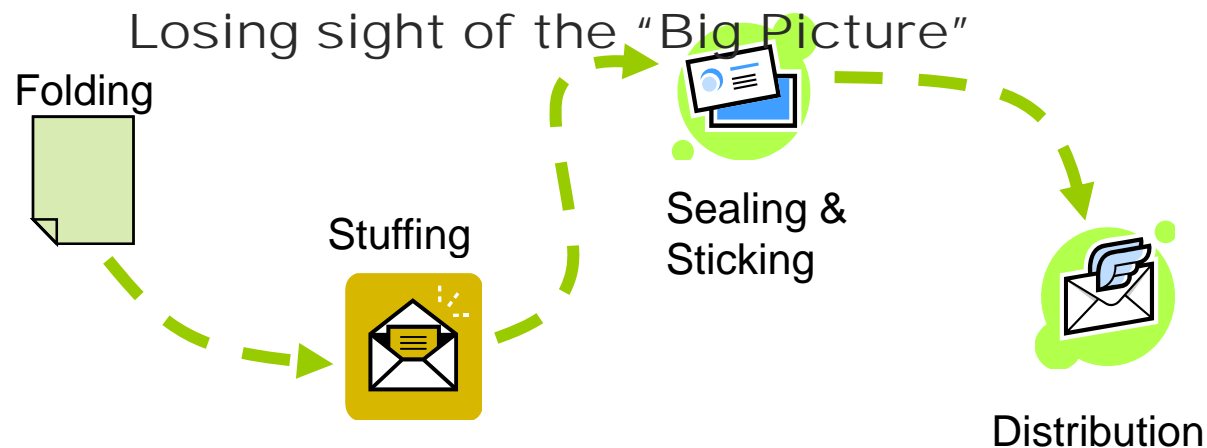 Losing sight of the “Big Picture”
Folding
Stuffing
Sealing &
Sticking
Distribution